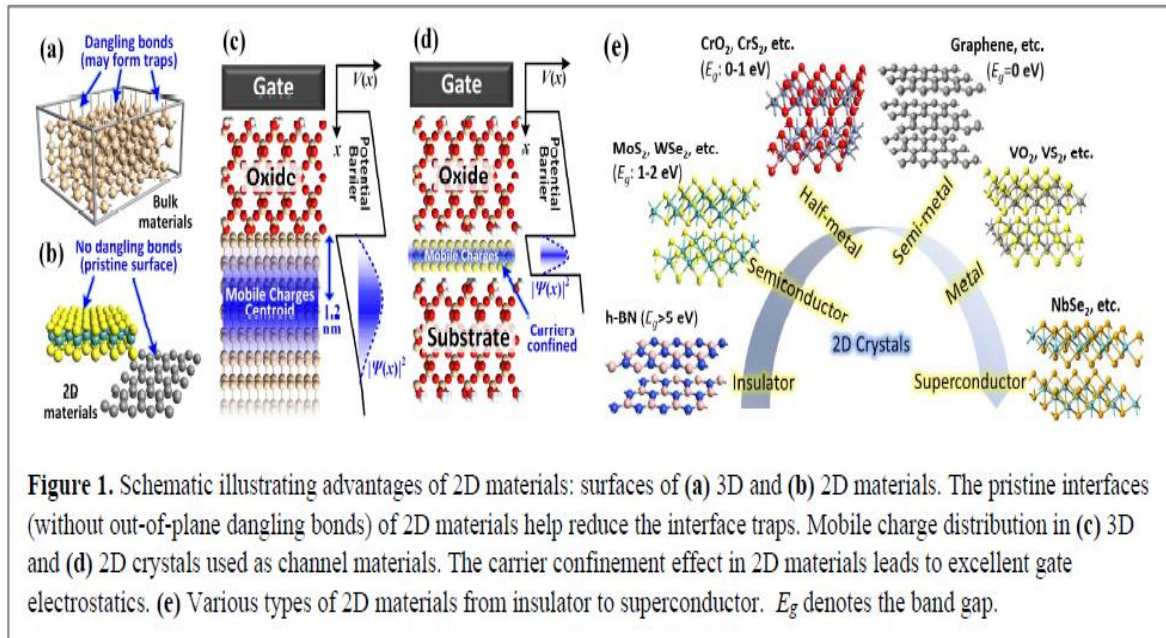 (a)
Dangling bonds
(may form traps)
Bulk
materials
(b)
No dangling bonds
(pristine surface)
2D
materials
(c)
Gate
V(x)
x
Oxide
Potential
Barrier
Mobile Charges
Centroid
1.2
nm
|Ψ(x)|²
(d)
Gate
V(x)
x
Oxide
Potential
Barrier
Mobile Charges
|Ψ(x)|²
Carriers
confined
Substrate
(e)
CrO₂, CrS₂, etc.
(E_g: 0-1 eV)
Graphene, etc.
(E_g=0 eV)
MoS₂, WSe₂, etc.
(E_g: 1-2 eV)
VO₂, VS₂, etc.
Half-metal
Semi-metal
Semiconductor
Metal
h-BN (E_g>5 eV)
NbSe₂, etc.
2D Crystals
Insulator
Superconductor
Figure 1. Schematic illustrating advantages of 2D materials: surfaces of (a) 3D and (b) 2D materials. The pristine interfaces
(without out-of-plane dangling bonds) of 2D materials help reduce the interface traps. Mobile charge distribution in (c) 3D
and (d) 2D crystals used as channel materials. The carrier confinement effect in 2D materials leads to excellent gate
electrostatics. (e) Various types of 2D materials from insulator to superconductor. E_g denotes the band gap.